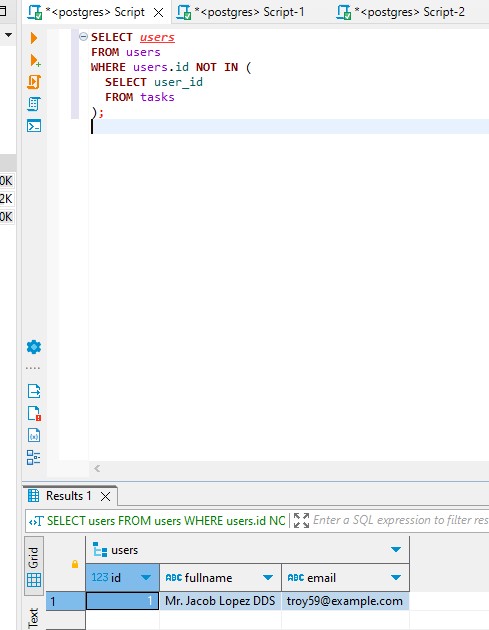 *<postgres> Script
*<postgres> Script-1
*<postgres> Script-2
SELECT users
FROM users
WHERE users.id NOT IN (
SELECT user_id
FROM tasks
);
0K
2K
0K
Results 1
SELECT users FROM users WHERE users.id NO
Enter a SQL expression to filter res
Grid
Text
users
123 id
ABC fullname
ABC email
1 1 Mr. Jacob Lopez DDS troy59@example.com